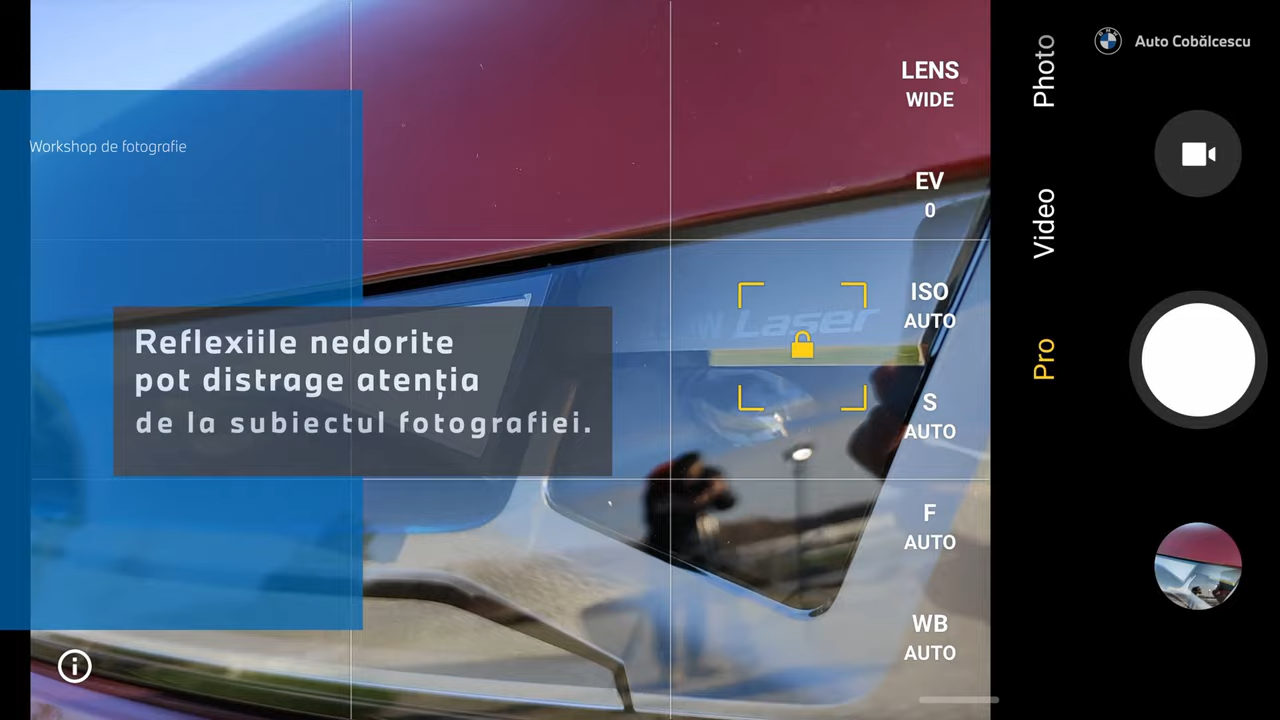 Auto Cobălcescu
Workshop de fotografie
Reflexiile nedorite
pot distrage atenția
de la subiectul fotografiei.
LENS
WIDE
EV
0
ISO
AUTO
S
AUTO
F
AUTO
WB
AUTO
Photo
Video
Pro
Laser